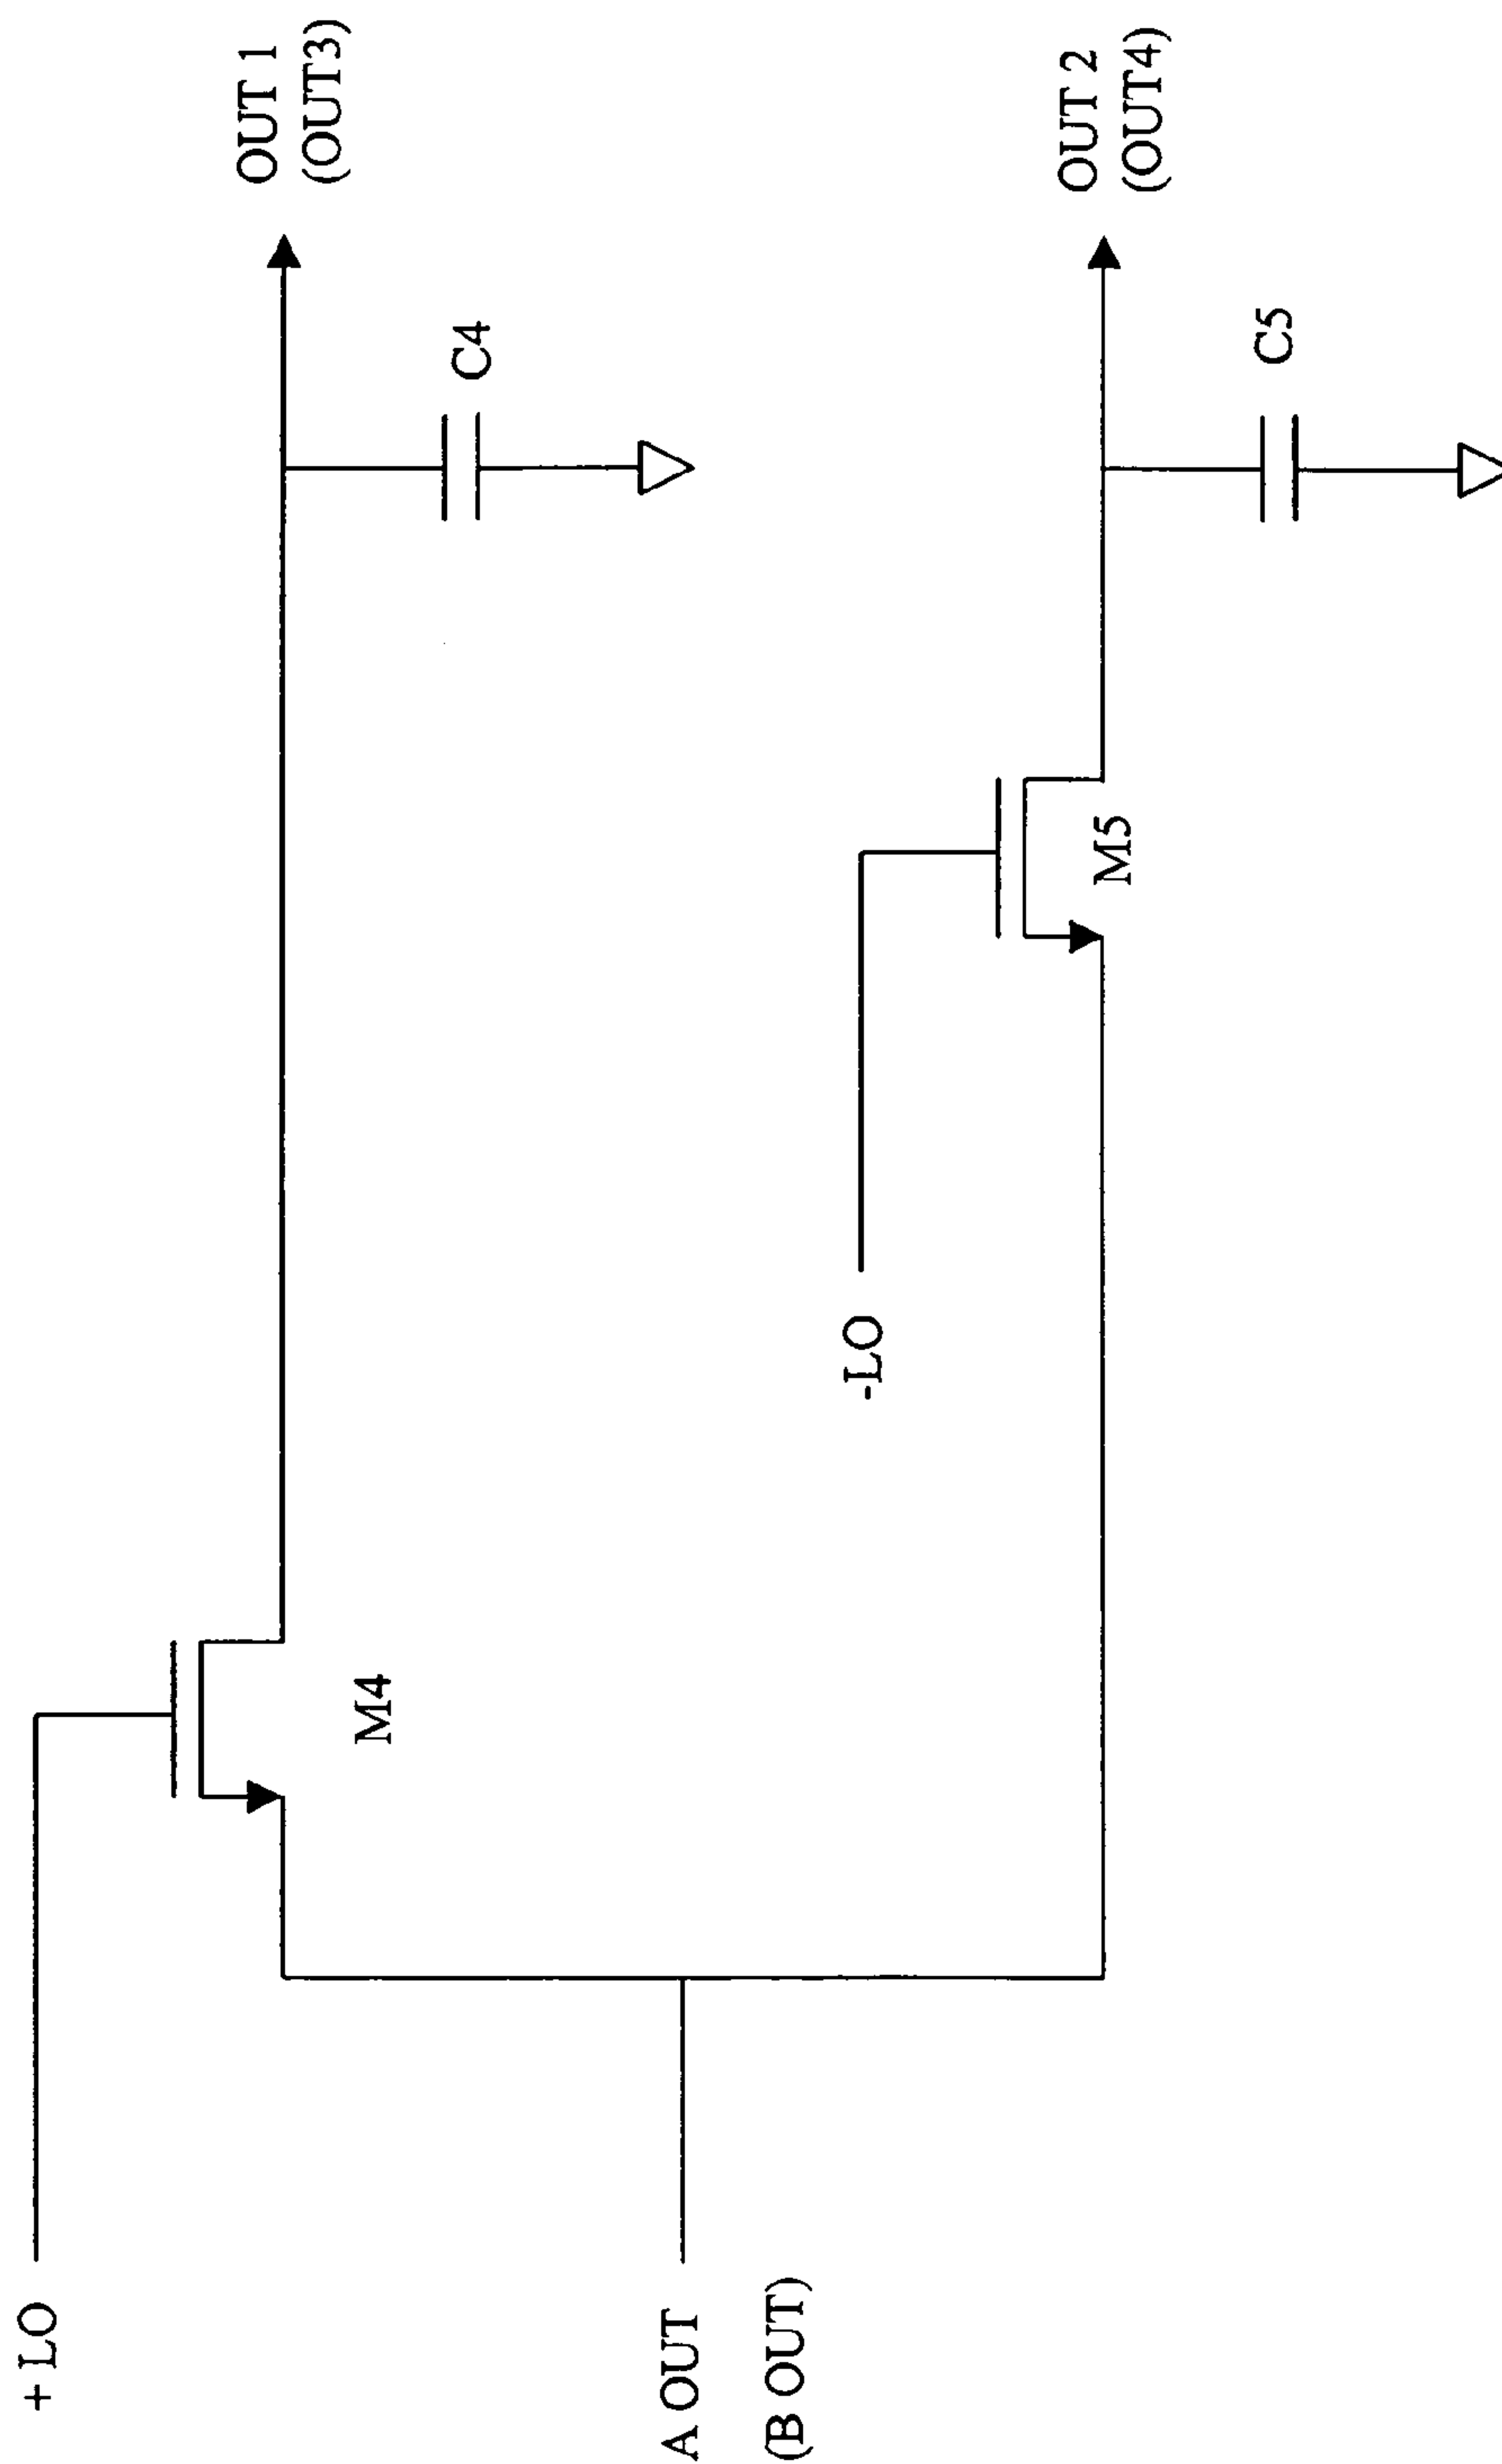 + LO
M4
OUT 1
(OUT3)
C4
A OUT
(B OUT)
-LO
M5
OUT 2
(OUT4)
C5